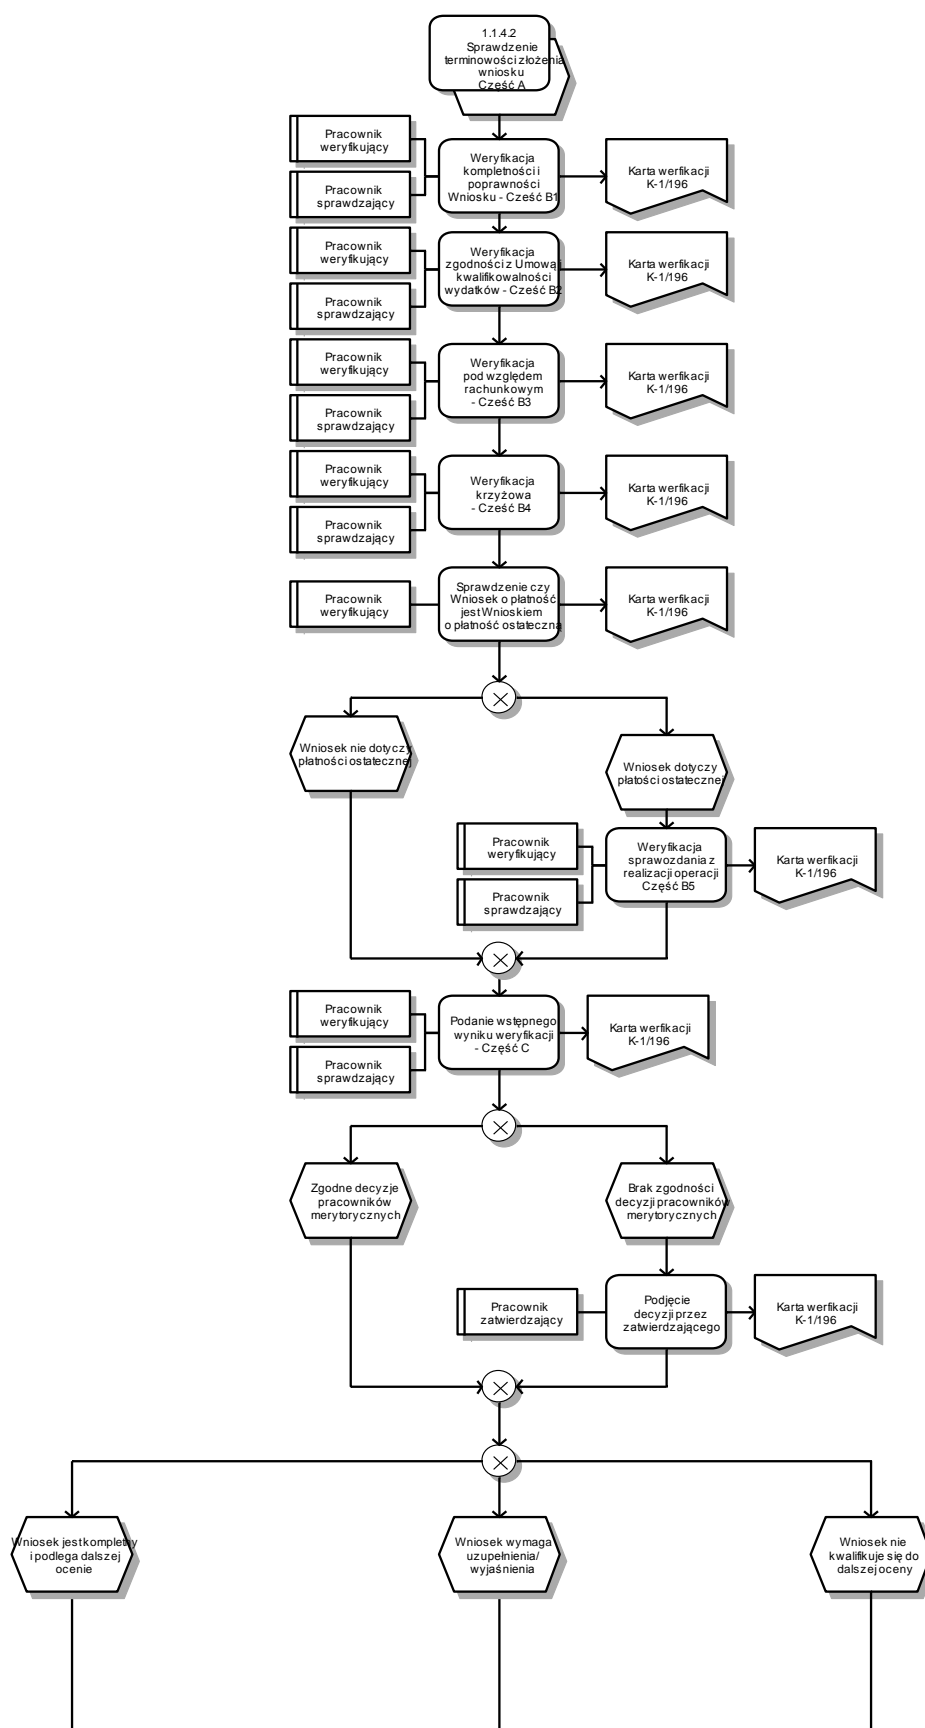 1.1.4.2
Sprawdzenie
terminowości złożenia
wniosku
Część A
Pracownik
weryfikujący
Pracownik
sprawdzający
Weryfikacja
kompletności i
poprawności
Wniosku - Cześć B1
Karta werfikacji
K-1/196
Pracownik
weryfikujący
Pracownik
sprawdzający
Weryfikacja
zgodności z Umową i
kwalifikowalności
wydatków - Cześć B2
Karta werfikacji
K-1/196
Pracownik
weryfikujący
Pracownik
sprawdzający
Weryfikacja
pod względem
rachunkowym
- Cześć B3
Karta werfikacji
K-1/196
Pracownik
weryfikujący
Pracownik
sprawdzający
Weryfikacja
krzyżowa
- Cześć B4
Karta werfikacji
K-1/196
Pracownik
weryfikujący
Sprawdzenie czy
Wniosek o płatność
jest Wnioskiem
o płatność ostateczną
Karta werfikacji
K-1/196
Wniosek nie dotyczy
płatności ostatecznej
Wniosek dotyczy
płatości ostatecznej
Pracownik
weryfikujący
Pracownik
sprawdzający
Weryfikacja
sprawozdania z
realizacji operacji
Część B5
Karta werfikacji
K-1/196
Pracownik
weryfikujący
Pracownik
sprawdzający
Podanie wstępnego
wyniku weryfikacji
- Część C
Karta werfikacji
K-1/196
Zgodne decyzje
pracowników
merytorycznych
Brak zgodności
decyzji pracowników
merytorycznych
Pracownik
zatwierdzający
Podjęcie
decyzji przez
zatwierdzającego
Karta werfikacji
K-1/196
Wniosek jest kompletny
i podlega dalszej
ocenie
Wniosek wymaga
uzupełnienia/
wyjaśnienia
Wniosek nie
kwalifikuje się do
dalszej oceny